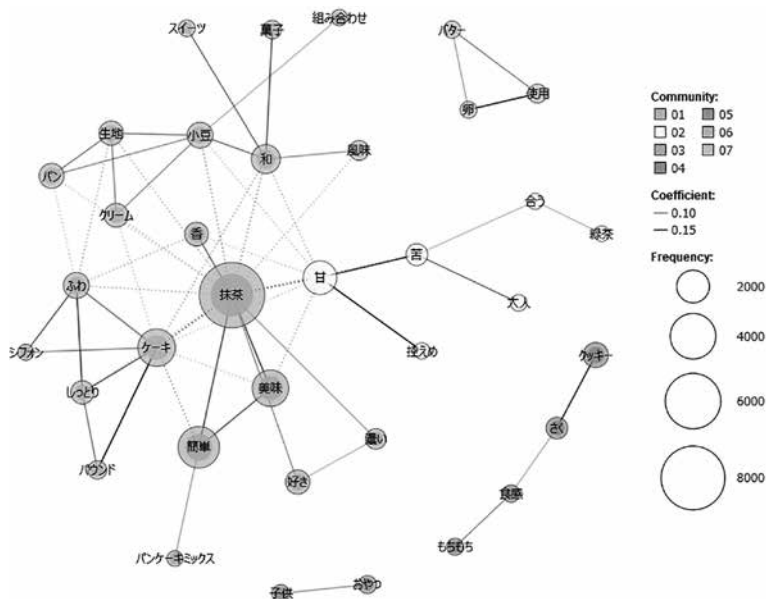 スイーツ
菓子
組み合わせ
バター
使用
卵
生地
小豆
和
風味
パン
クリーム
香
合う
緑茶
苦
甘
抹茶
大人
ふわ
シフォン
ケーキ
控えめ
クッキー
しっとり
美味
さく
濃い
簡単
パウンド
好き
食感
もちもち
パンケーキミックス
子供
おやつ
Community:
01 05
02 06
03 07
04
Coefficient:
0.10
0.15
Frequency:
2000
4000
6000
8000